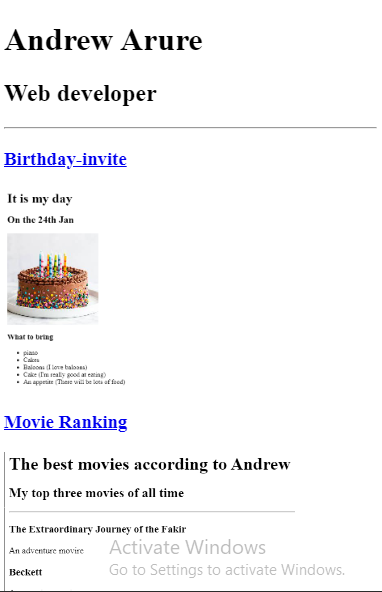 Andrew Arure
Web developer
Birthday-invite
It is my day
On the 24th Jan
What to bring
Cakes
Baloons (I love baloons)
Cake (I'm really good at eating)
An appetite (There will be lots of food)
Movie Ranking
The best movies according to Andrew
My top three movies of all time
The Extraordinary Journey of the Fakir
An adventure movire
Activate Windows
Go to Settings to activate Windows.
Beckett